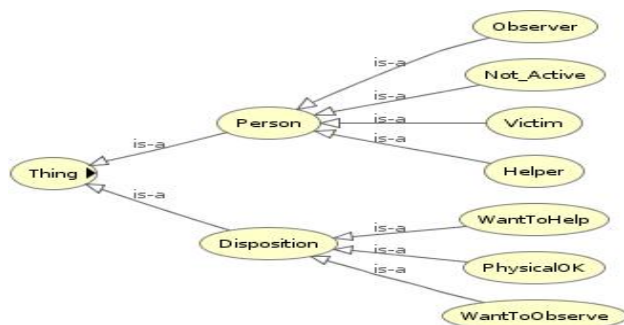 Observer
is-a
Not_Active
is-a
Person
is-a
Victim
is-a
is-a
Helper
Thing
is-a
WantToHelp
is-a
Disposition
is-a
PhysicalOK
is-a
WantToObserve